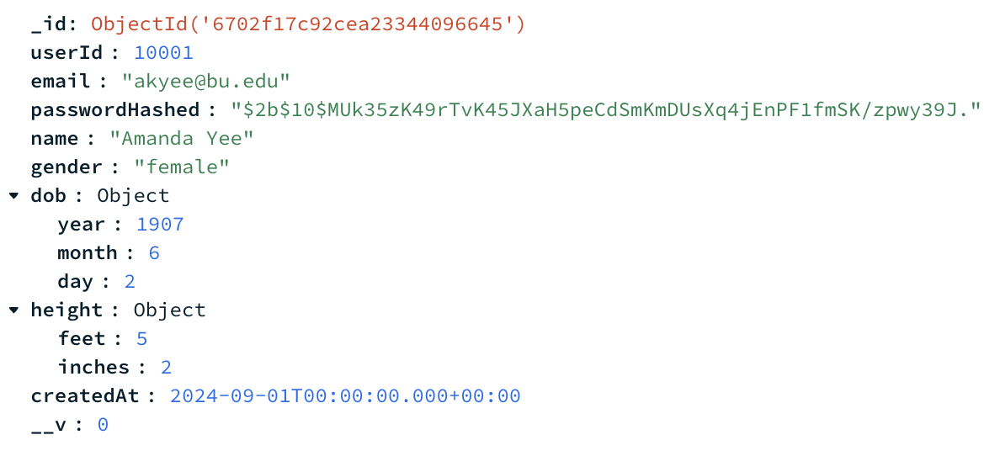 _id: ObjectId('6702f17c92cea23344096645')
userId : 10001
email : "akyee@bu.edu"
passwordHashed : "$2b$10$MUk35zK49rTvK45JXaH5peCdSmKmDUsXq4jEnPF1fmSK/zpwy39J."
name : "Amanda Yee"
gender : "female"
dob : Object
year : 1907
month : 6
day : 2
height : Object
feet : 5
inches : 2
createdAt : 2024-09-01T00:00:00.000+00:00
__v : 0